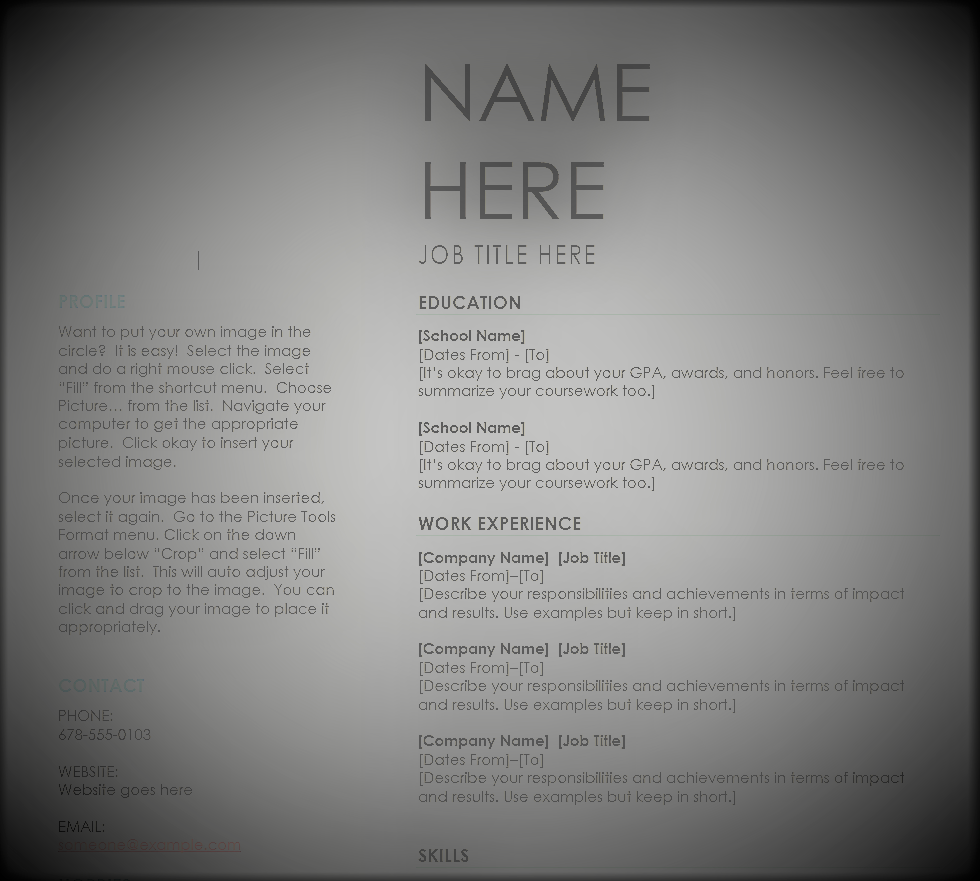 NAME
HERE
JOB TITLE HERE
PROFILE
Want to put your own image in the
circle?  It is easy!  Select the image
and do a right mouse click.  Select
“Fill” from the shortcut menu.  Choose
Picture… from the list.  Navigate your
computer to get the appropriate
picture.  Click okay to insert your
selected image.
Once your image has been inserted,
select it again.  Go to the Picture Tools
Format menu. Click on the down
arrow below “Crop” and select “Fill”
from the list.  This will auto adjust your
image to crop to the image.  You can
click and drag your image to place it
appropriately.
CONTACT
PHONE:
678-555-0103
WEBSITE:
Website goes here
EMAIL:
someone@example.com
EDUCATION
[School Name]
[Dates From] - [To]
[It’s okay to brag about your GPA, awards, and honors. Feel free to
summarize your coursework too.]
[School Name]
[Dates From] - [To]
[It’s okay to brag about your GPA, awards, and honors. Feel free to
summarize your coursework too.]
WORK EXPERIENCE
[Company Name]  [Job Title]
[Dates From]–[To]
[Describe your responsibilities and achievements in terms of impact
and results. Use examples but keep in short.]
[Company Name]  [Job Title]
[Dates From]–[To]
[Describe your responsibilities and achievements in terms of impact
and results. Use examples but keep in short.]
[Company Name]  [Job Title]
[Dates From]–[To]
[Describe your responsibilities and achievements in terms of impact
and results. Use examples but keep in short.]
SKILLS